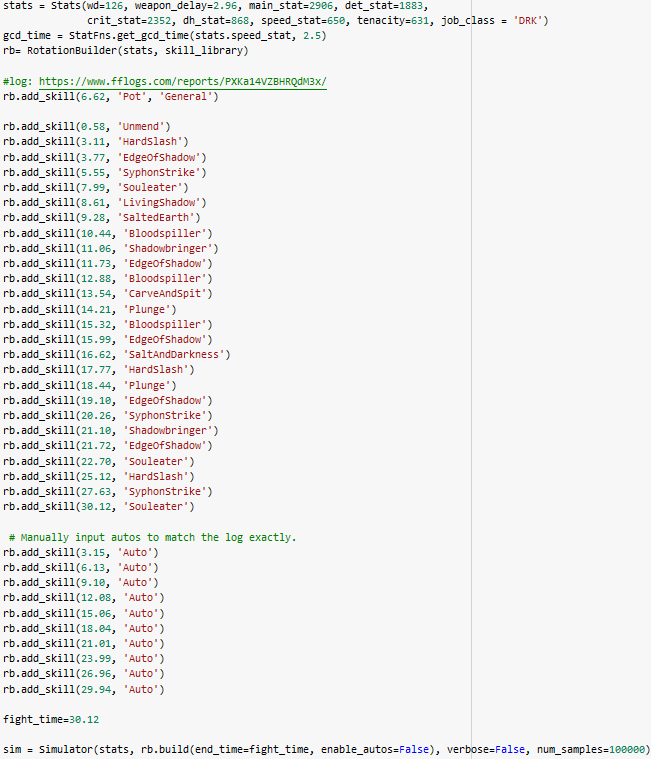 stats = Stats(wd=126, weapon_delay=2.96, main_stat=2906, det_stat=1883,
crit_stat=2352, dh_stat=868, speed_stat=650, tenacity=631, job_class = 'DRK')
gcd_time = StatFns.get_gcd_time(stats.speed_stat, 2.5)
rb= RotationBuilder(stats, skill_library)
#log: https://www.fflogs.com/reports/PXKa14VZBHRQdM3x/
rb.add_skill(6.62, 'Pot', 'General')
rb.add_skill(0.58, 'Unmend')
rb.add_skill(3.11, 'HardSlash')
rb.add_skill(3.77, 'EdgeOfShadow')
rb.add_skill(5.55, 'SyphonStrike')
rb.add_skill(7.99, 'Souleater')
rb.add_skill(8.61, 'LivingShadow')
rb.add_skill(9.28, 'SaltedEarth')
rb.add_skill(10.44, 'Bloodspiller')
rb.add_skill(11.06, 'Shadowbringer')
rb.add_skill(11.73, 'EdgeOfShadow')
rb.add_skill(12.88, 'Bloodspiller')
rb.add_skill(13.54, 'CarveAndSpit')
rb.add_skill(14.21, 'Plunge')
rb.add_skill(15.32, 'Bloodspiller')
rb.add_skill(15.99, 'EdgeOfShadow')
rb.add_skill(16.62, 'SaltAndDarkness')
rb.add_skill(17.77, 'HardSlash')
rb.add_skill(18.44, 'Plunge')
rb.add_skill(19.10, 'EdgeOfShadow')
rb.add_skill(20.26, 'SyphonStrike')
rb.add_skill(21.10, 'Shadowbringer')
rb.add_skill(21.72, 'EdgeOfShadow')
rb.add_skill(22.70, 'Souleater')
rb.add_skill(25.12, 'HardSlash')
rb.add_skill(27.63, 'SyphonStrike')
rb.add_skill(30.12, 'Souleater')
# Manually input autos to match the log exactly.
rb.add_skill(3.15, 'Auto')
rb.add_skill(6.13, 'Auto')
rb.add_skill(9.10, 'Auto')
rb.add_skill(12.08, 'Auto')
rb.add_skill(15.06, 'Auto')
rb.add_skill(18.04, 'Auto')
rb.add_skill(21.01, 'Auto')
rb.add_skill(23.99, 'Auto')
rb.add_skill(26.96, 'Auto')
rb.add_skill(29.94, 'Auto')
fight_time=30.12
sim = Simulator(stats, rb.build(end_time=fight_time, enable_autos=False), verbose=False, num_samples=100000)